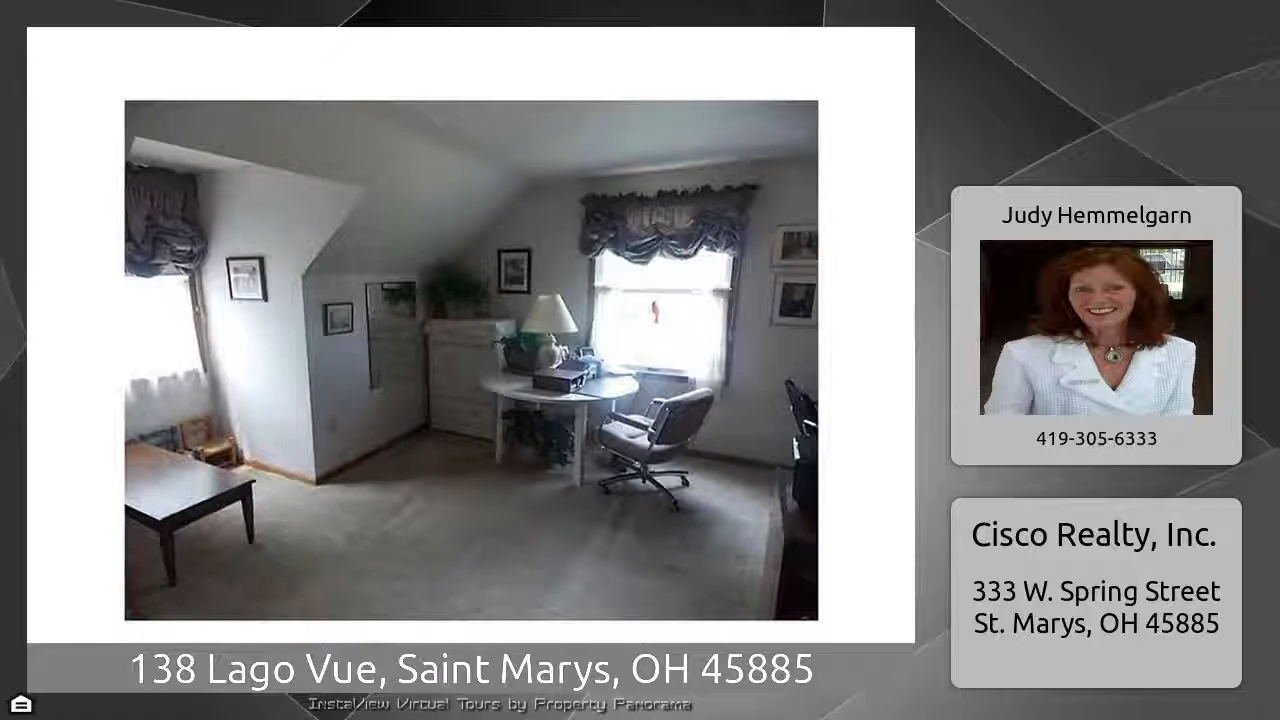 Judy Hemmelgarn
419-305-6333
Cisco Realty, Inc.
333 W. Spring Street
St. Marys, OH 45885
138 Lago Vue, Saint Marys, OH 45885
InstaView Virtual Tours by Property Panorama